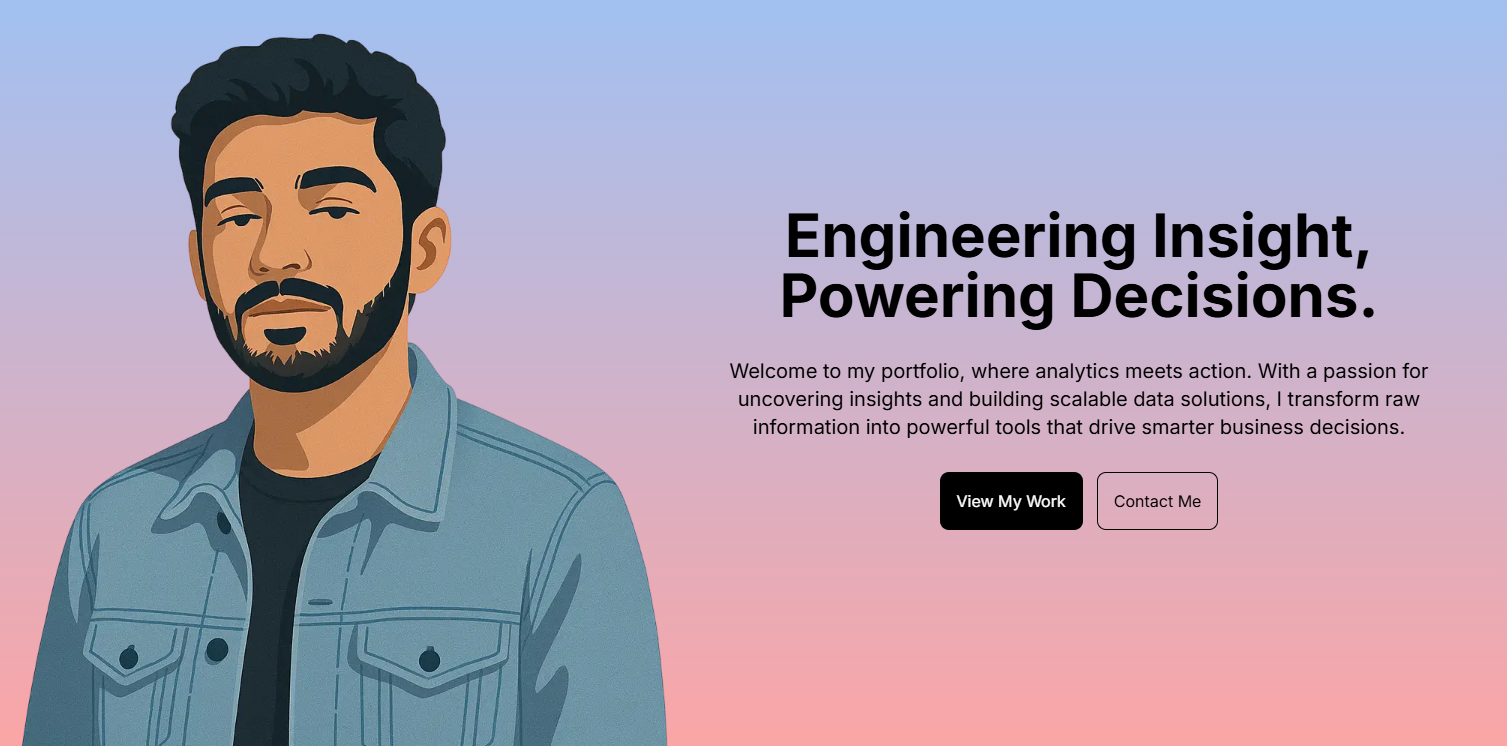 Engineering Insight,
Powering Decisions.
Welcome to my portfolio, where analytics meets action. With a passion for
uncovering insights and building scalable data solutions, I transform raw
information into powerful tools that drive smarter business decisions.
View My Work
Contact Me